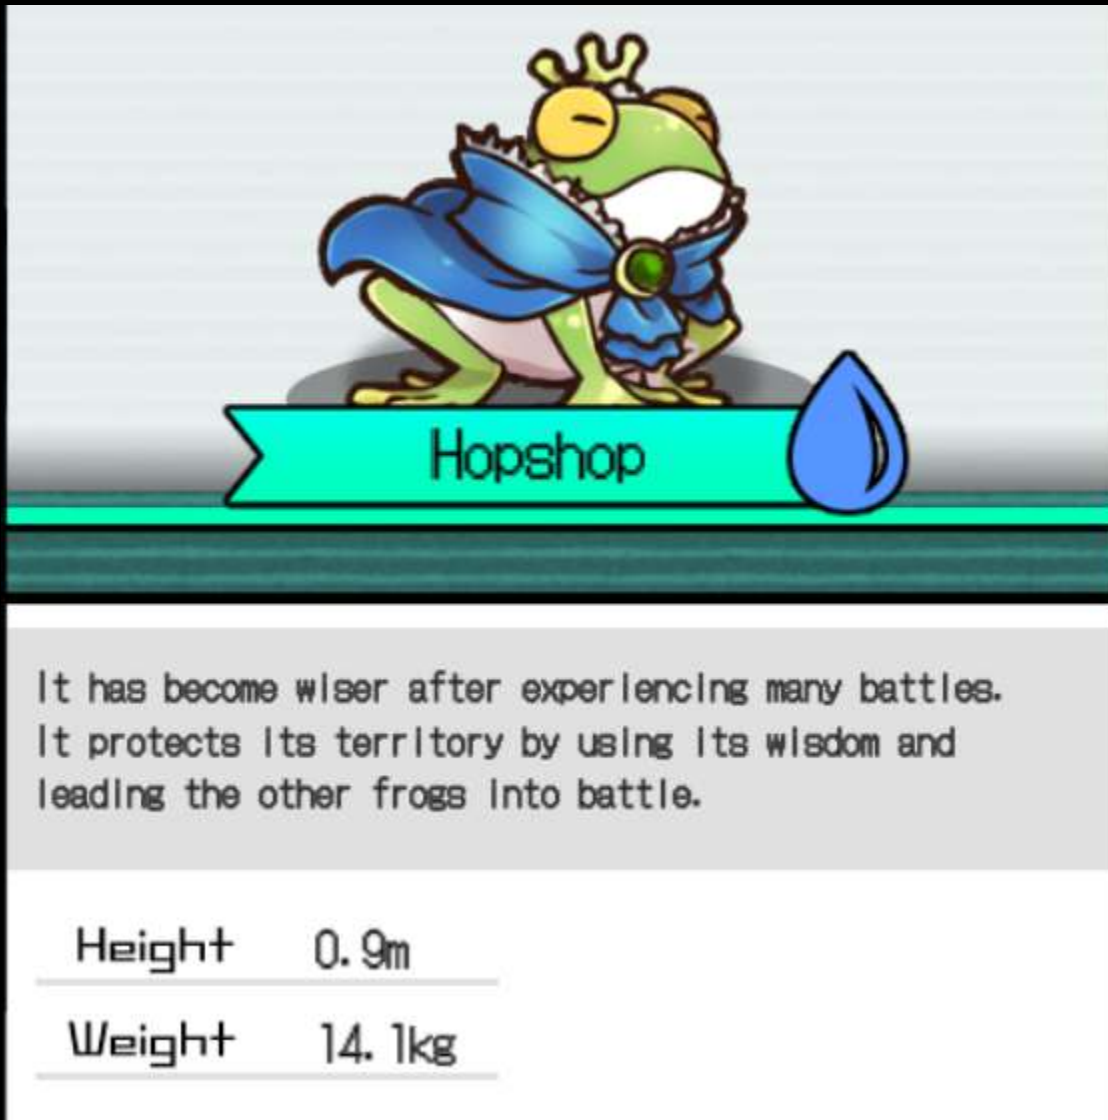 Hopshop
It has become wiser after experiencing many battles.
It protects its territory by using its wisdom and
leading the other frogs into battle.
Height 0.9m
Weight 14.1kg